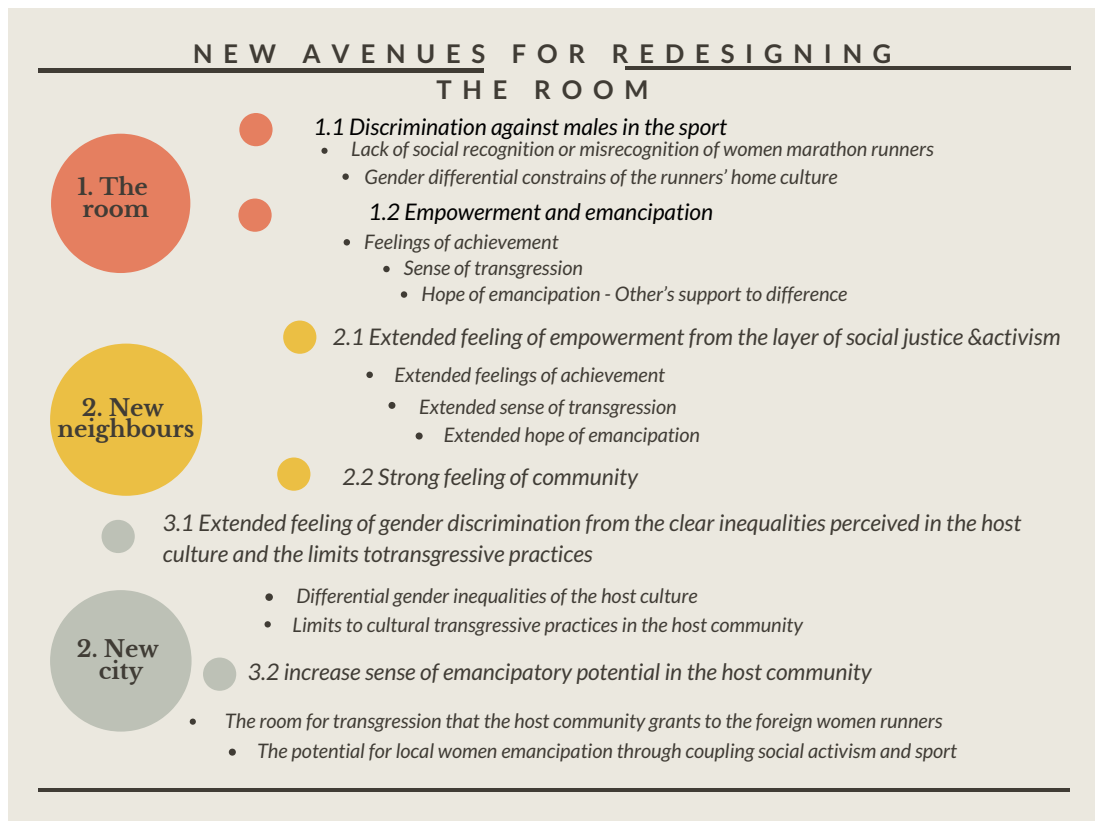 NEW AVENUES FOR REDESIGNING
THE ROOM
1. The
room
1.1 Discrimination against males in the sport
• Lack of social recognition or misrecognition of women marathon runners
• Gender differential constrains of the runners' home culture
1.2 Empowerment and emancipation
• Feelings of achievement
• Sense of transgression
• Hope of emancipation - Other's support to difference
2. New
neighbours
2.1 Extended feeling of empowerment from the layer of social justice &activism
• Extended feelings of achievement
• Extended sense of transgression
• Extended hope of emancipation
2.2 Strong feeling of community
2. New
city
3.1 Extended feeling of gender discrimination from the clear inequalities perceived in the host
culture and the limits totransgressive practices
• Differential gender inequalities of the host culture
• Limits to cultural transgressive practices in the host community
3.2 increase sense of emancipatory potential in the host community
• The room for transgression that the host community grants to the foreign women runners
• The potential for local women emancipation through coupling social activism and sport